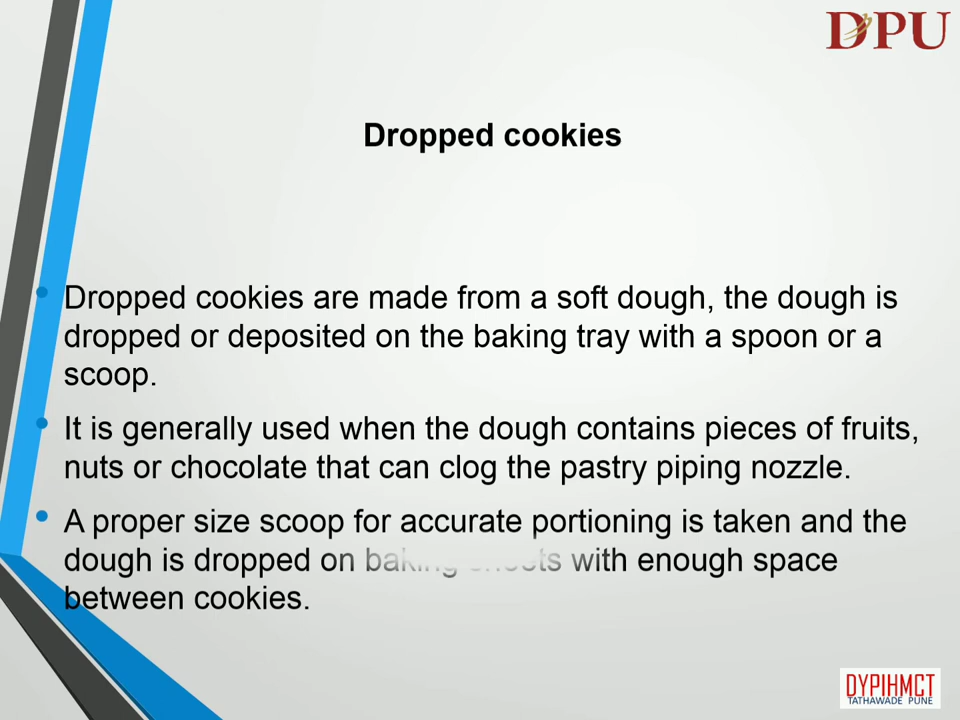 DPU
Dropped cookies
• Dropped cookies are made from a soft dough, the dough is
dropped or deposited on the baking tray with a spoon or a
scoop.
• It is generally used when the dough contains pieces of fruits,
nuts or chocolate that can clog the pastry piping nozzle.
• A proper size scoop for accurate portioning is taken and the
dough is dropped on baking sheets with enough space
between cookies.
DYPIHMCT
TATHAWADE PUNE